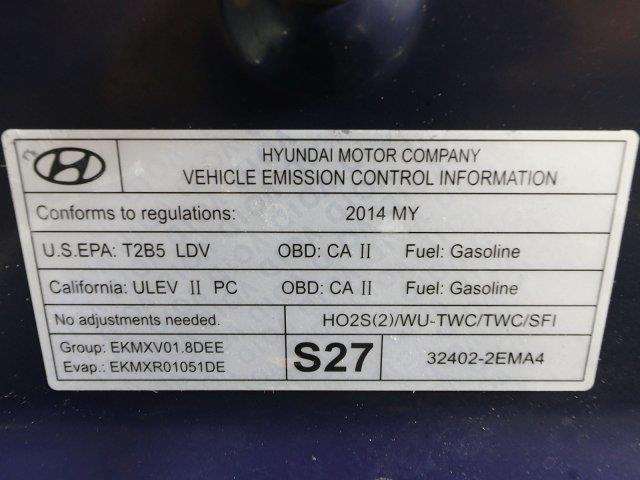 HYUNDAI MOTOR COMPANY
VEHICLE EMISSION CONTROL INFORMATION
Conforms to regulations: 2014 MY
U.S.EPA: T2B5 LDV OBD: CA II Fuel: Gasoline
California: ULEV II PC OBD: CA II Fuel: Gasoline
No adjustments needed. HO2S(2)/WU-TWC/TWC/SFI
Group: EKMXV01.8DEE
Evap.: EKMXR01051DE
S27
32402-2EMA4